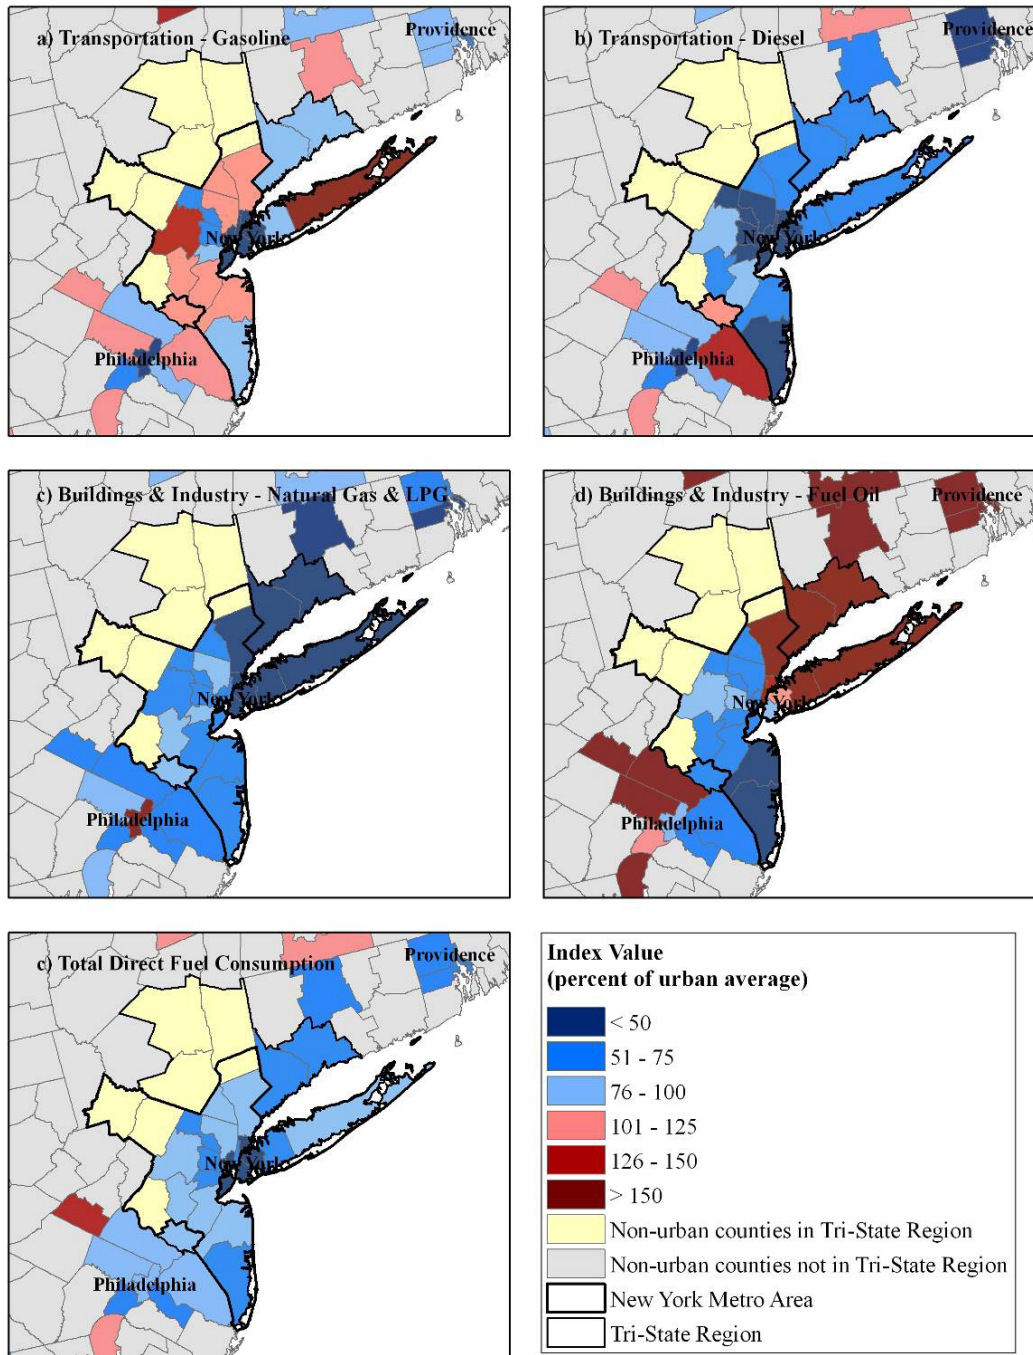 a) Transportation - Gasoline
Providence
New York
Philadelphia
b) Transportation - Diesel
Providence
New York
Philadelphia
c) Buildings & Industry - Natural Gas & LPG
New York
Philadelphia
d) Buildings & Industry - Fuel Oil
Providence
New York
Philadelphia
c) Total Direct Fuel Consumption
Providence
New York
Philadelphia
Index Value
(percent of urban average)
< 50
51 - 75
76 - 100
101 - 125
126 - 150
> 150
Non-urban counties in Tri-State Region
Non-urban counties not in Tri-State Region
New York Metro Area
Tri-State Region